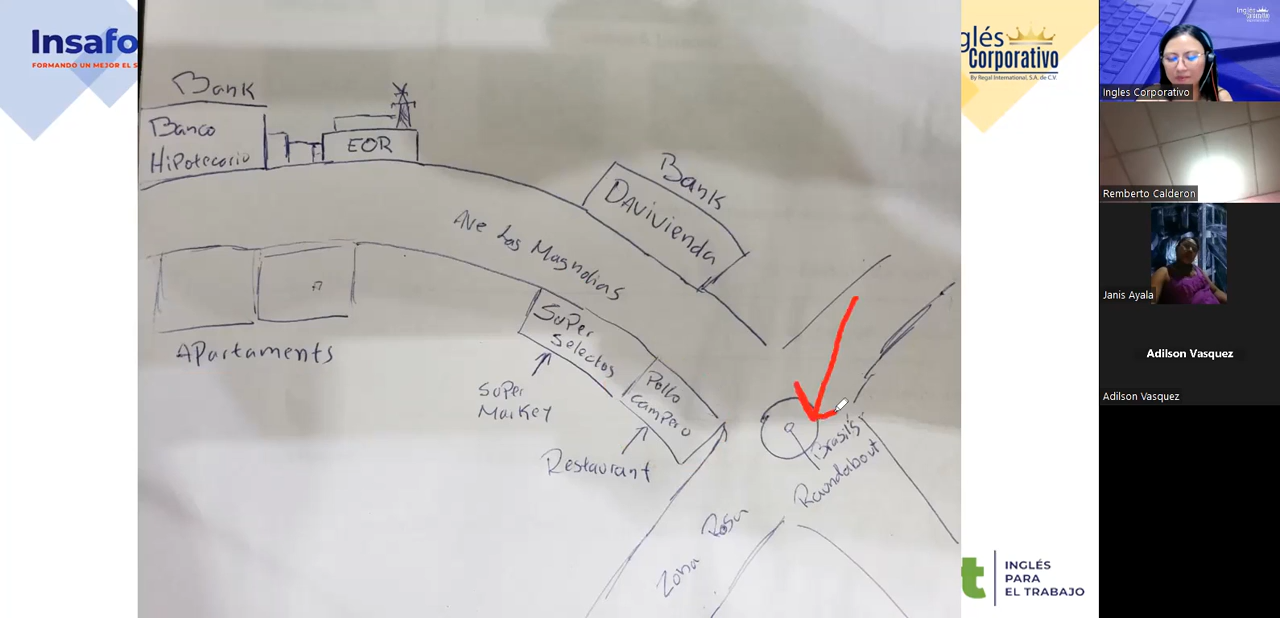 Insafo
FORMANDO UN MEJOR EL S
Bank
Banco
Hipotecario
EOR
Bank
DAVivienda
Ave Las Magnolias
Super
Selectos
Pollo
campero
Apartaments
SuPer
Market
Restaurant
Brasil's
Roundabout
Zona Rosa
glés
Corporativo
By Regal International, S.A. de C.V.
t
INGLÉS
PARA
EL TRABAJO
Ingles Corporativo
Remberto Calderon
Janis Ayala
Adilson Vasquez
Adilson Vasquez